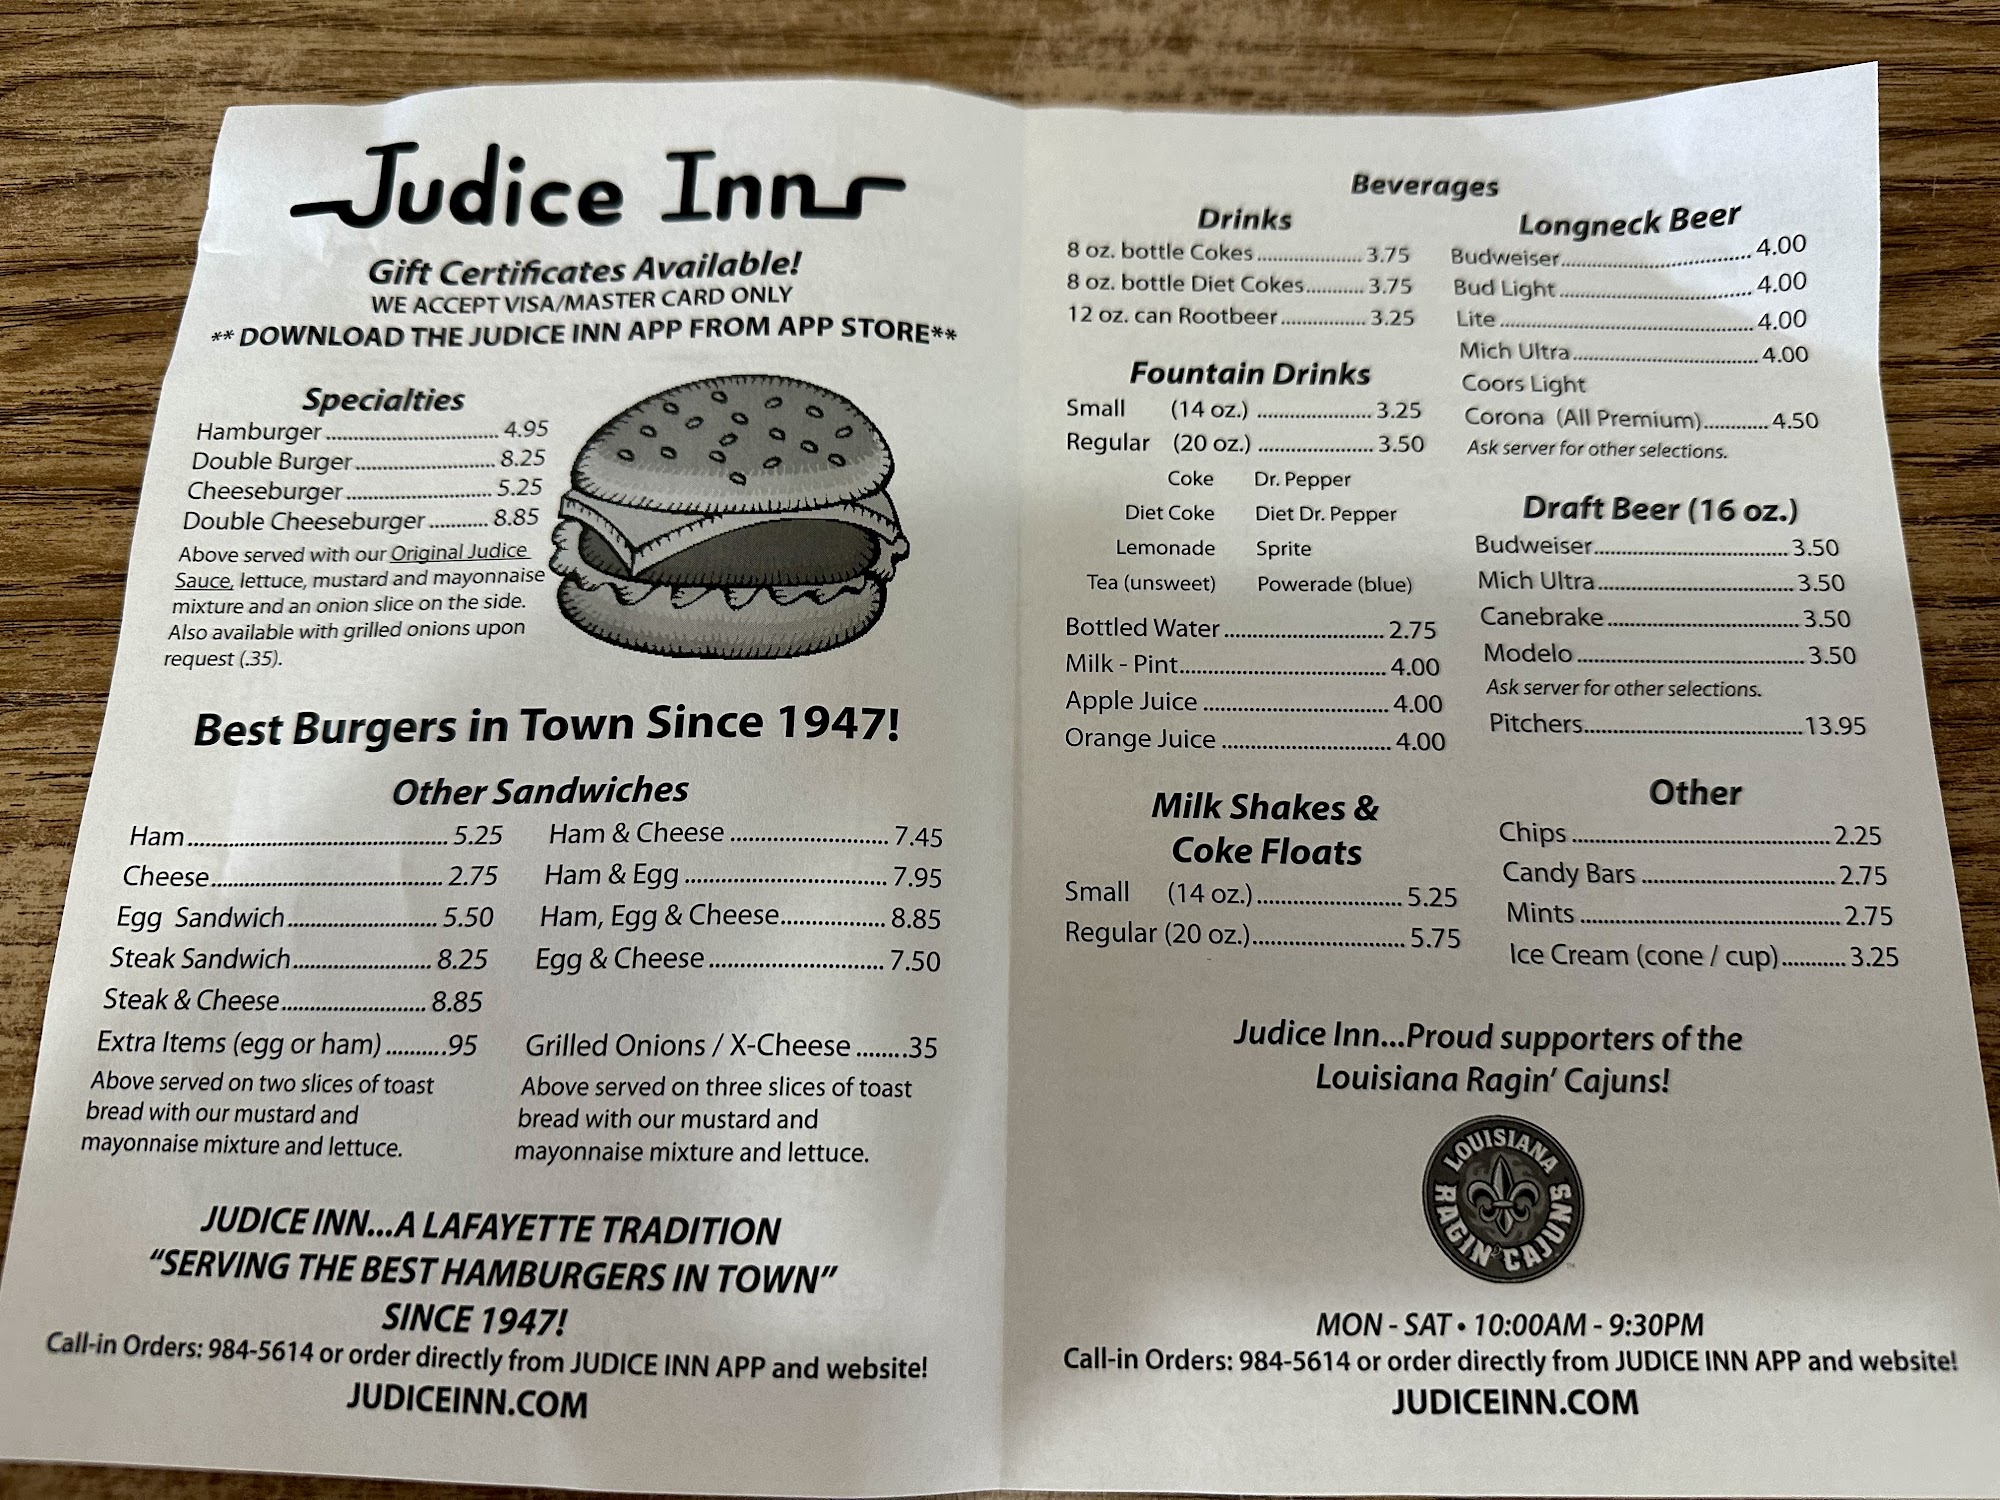 Judice Inn
Gift Certificates Available!
WE ACCEPT VISA/MASTER CARD ONLY
** DOWNLOAD THE JUDICE INN APP FROM APP STORE**
Specialties
Hamburger 4.95
Double Burger 8.25
Cheeseburger 5.25
Double Cheeseburger 8.85
Above served with our Original Judice
Sauce, lettuce, mustard and mayonnaise
mixture and an onion slice on the side.
Also available with grilled onions upon
request (.35).
Best Burgers in Town Since 1947!
Other Sandwiches
Ham 5.25
Cheese 2.75
Egg Sandwich 5.50
Steak Sandwich 8.25
Steak & Cheese 8.85
Extra Items (egg or ham) .95
Above served on two slices of toast
bread with our mustard and
mayonnaise mixture and lettuce.
Ham & Cheese 7.45
Ham & Egg 7.95
Ham, Egg & Cheese 8.85
Egg & Cheese 7.50
Grilled Onions / X-Cheese .35
Above served on three slices of toast
bread with our mustard and
mayonnaise mixture and lettuce.
JUDICE INN...A LAFAYETTE TRADITION
"SERVING THE BEST HAMBURGERS IN TOWN"
SINCE 1947!
Call-in Orders: 984-5614 or order directly from JUDICE INN APP and website!
JUDICEINN.COM
Beverages
Drinks
8 oz. bottle Cokes 3.75
8 oz. bottle Diet Cokes 3.75
12 oz. can Rootbeer 3.25
Fountain Drinks
Small (14 oz.) 3.25
Regular (20 oz.) 3.50
Coke Dr. Pepper
Diet Coke Diet Dr. Pepper
Lemonade Sprite
Tea (unsweet) Powerade (blue)
Bottled Water 2.75
Milk - Pint 4.00
Apple Juice 4.00
Orange Juice 4.00
Milk Shakes &
Coke Floats
Small (14 oz.) 5.25
Regular (20 oz.) 5.75
Longneck Beer
Budweiser 4.00
Bud Light 4.00
Lite 4.00
Mich Ultra 4.00
Coors Light
Corona (All Premium) 4.50
Ask server for other selections.
Draft Beer (16 oz.)
Budweiser 3.50
Mich Ultra 3.50
Canebrake 3.50
Modelo 3.50
Ask server for other selections.
Pitchers 13.95
Other
Chips 2.25
Candy Bars 2.75
Mints 2.75
Ice Cream (cone / cup) 3.25
Judice Inn...Proud supporters of the
Louisiana Ragin' Cajuns!
LOUISIANA
RAGIN' CAJUNS
TM
MON - SAT • 10:00AM - 9:30PM
Call-in Orders: 984-5614 or order directly from JUDICE INN APP and website!
JUDICEINN.COM